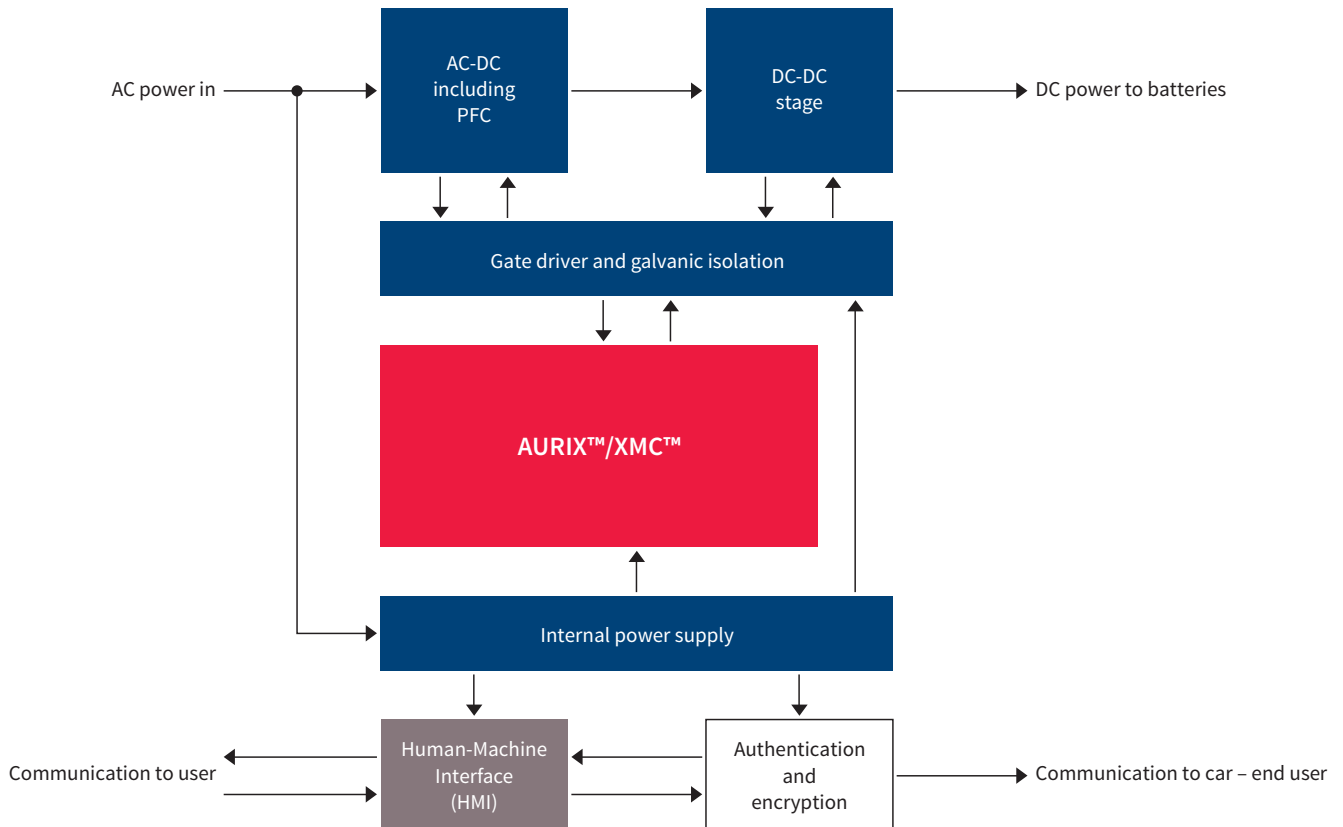 AC power in
AC-DC
including
PFC
DC-DC
stage
DC power to batteries
Gate driver and galvanic isolation
AURIX™/XMC™
Internal power supply
Communication to user
Human-Machine
Interface
(HMI)
Authentication
and
encryption
Communication to car – end user